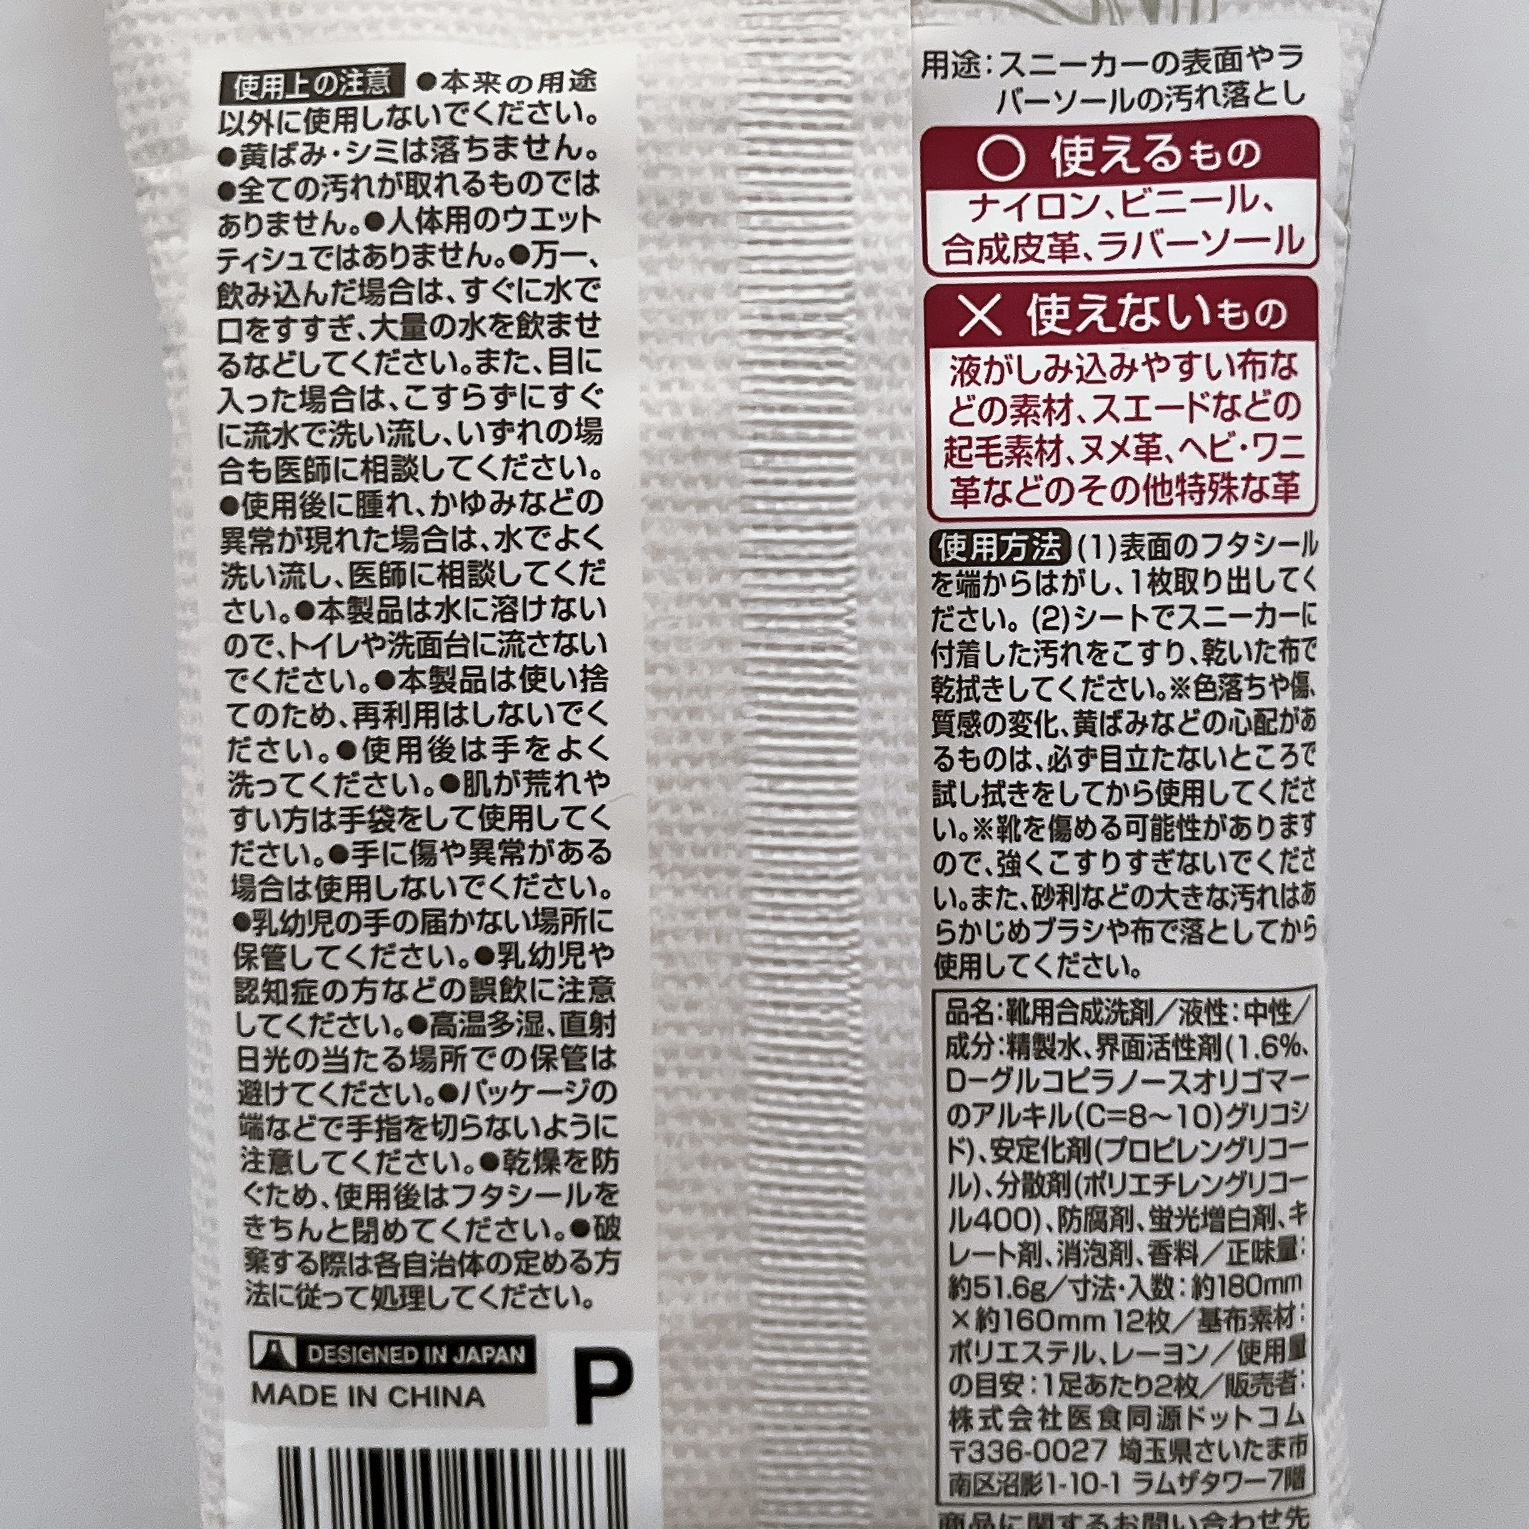 使用上の注意 ●本来の用途
以外に使用しないでください。
●黄ばみ・シミは落ちません。
●全ての汚れが取れるものでは
ありません。●人体用のウエット
ティシュではありません。●万一、
飲み込んだ場合は、すぐに水で
口をすすぎ、大量の水を飲ませ
るなどしてください。また、目に
入った場合は、こすらずにすぐ
に流水で洗い流し、いずれの場
合も医師に相談してください。
●使用後に腫れ、かゆみなどの
異常が現れた場合は、水でよく
洗い流し、医師に相談してくだ
さい。●本製品は水に溶けない
ので、トイレや洗面台に流さない
でください。●本製品は使い捨
てのため、再利用はしないでく
ださい。●使用後は手をよく
洗ってください。●肌が荒れや
すい方は手袋をして使用してく
ださい。●手に傷や異常がある
場合は使用しないでください。
●乳幼児の手の届かない場所に
保管してください。●乳幼児や
認知症の方などの誤飲に注意
してください。●高温多湿、直射
日光の当たる場所での保管は
避けてください。●パッケージの
端などで手指を切らないように
注意してください。●乾燥を防
ぐため、使用後はフタシールを
きちんと閉めてください。●破
棄する際は各自治体の定める方
法に従って処理してください。
DESIGNED IN JAPAN
MADE IN CHINA
P
用途：スニーカーの表面やラ
バーソールの汚れ落とし
○ 使えるもの
ナイロン、ビニール、
合成皮革、ラバーソール
× 使えないもの
液がしみ込みやすい布な
どの素材、スエードなどの
起毛素材、ヌメ革、ヘビ・ワニ
革などのその他特殊な革
使用方法 (1)表面のフタシール
を端からはがし、1枚取り出してく
ださい。(2)シートでスニーカーに
付着した汚れをこすり、乾いた布で
乾拭きしてください。※色落ちや傷、
質感の変化、黄ばみなどの心配があ
るものは、必ず目立たないところで
試し拭きをしてから使用してくださ
い。※靴を傷める可能性があります
ので、強くこすりすぎないでくださ
い。また、砂利などの大きな汚れはあ
らかじめブラシや布で落としてから
使用してください。
品名：靴用合成洗剤／液性：中性／
成分：精製水、界面活性剤(1.6%、
D-グルコピラノースオリゴマー
のアルキル(C=8～10)グリコシ
ド)、安定化剤(プロピレングリコー
ル)、分散剤(ポリエチレングリコー
ル400)、防腐剤、蛍光増白剤、キ
レート剤、消泡剤、香料／正味量：
約51.6g／寸法・入数：約180mm
×約160mm 12枚／基布素材：
ポリエステル、レーヨン／使用量
の目安：1足あたり2枚／販売者：
株式会社医食同源ドットコム
〒336-0027 埼玉県さいたま市
南区沼影1-10-1 ラムザタワー7階
商品に関するお問い合わせ先